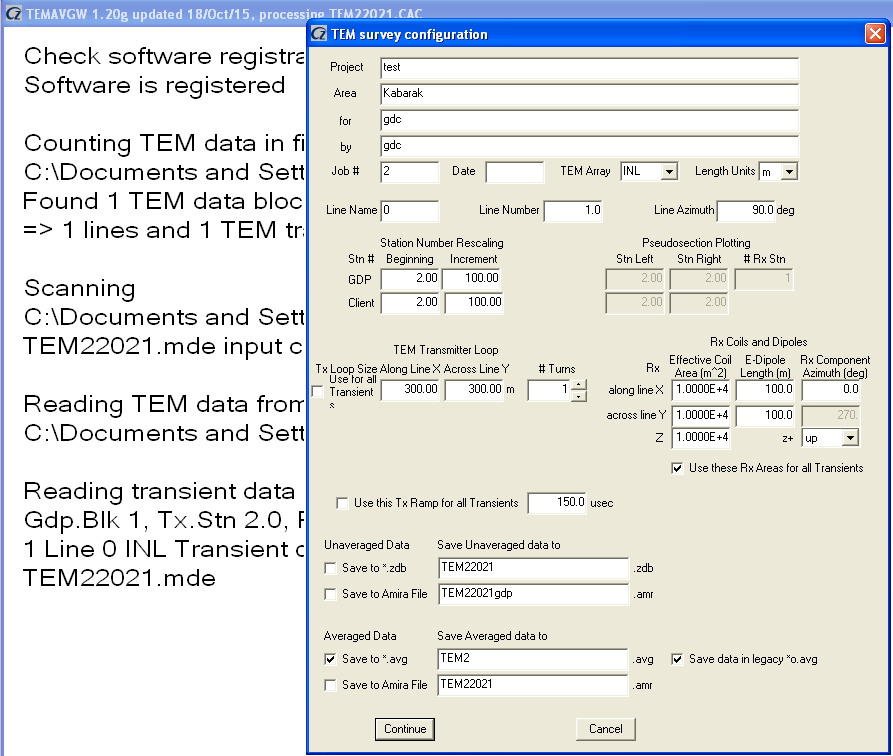 TEMAVGW 1.20g updated 18/Oct/15, processing TEM22021.CAC
Check software registra
Software is registered
Counting TEM data in fi
C:\Documents and Sett
Found 1 TEM data bloc
=> 1 lines and 1 TEM tr
Scanning
C:\Documents and Sett
TEM22021.mde input c
Reading TEM data from
C:\Documents and Sett
Reading transient data
Gdp.Blk 1, Tx.Stn 2.0, F
1 Line 0 INL Transient c
TEM22021.mde
TEM survey configuration
Project test
Area Kabarak
for gdc
by gdc
Job # 2 Date TEM Array INL Length Units m
Line Name 0 Line Number 1.0 Line Azimuth 90.0 deg
Station Number Rescaling Pseudosection Plotting
Stn # Beginning Increment Stn Left Stn Right # Rx Stn
GDP 2.00 100.00 2.00 2.00 1
Client 2.00 100.00 2.00 2.00
TEM Transmitter Loop
Tx Loop Size Along Line X Across Line Y # Turns
Use for all
Transient
s
300.00 300.00 m 1
Rx Coils and Dipoles
Rx Effective Coil Area (m^2) E-Dipole Length (m) Rx Component Azimuth (deg)
along line X 1.0000E+4 100.0 0.0
across line Y 1.0000E+4 100.0 270.
Z 1.0000E+4 z+ up
Use these Rx Areas for all Transients
Use this Tx Ramp for all Transients 150.0 usec
Unaveraged Data Save Unaveraged data to
Save to *.zdb TEM22021 .zdb
Save to Amira File TEM22021gdp .amr
Averaged Data Save Averaged data to
Save to *.avg TEM2 .avg Save data in legacy *o.avg
Save to Amira File TEM22021 .amr
Continue Cancel